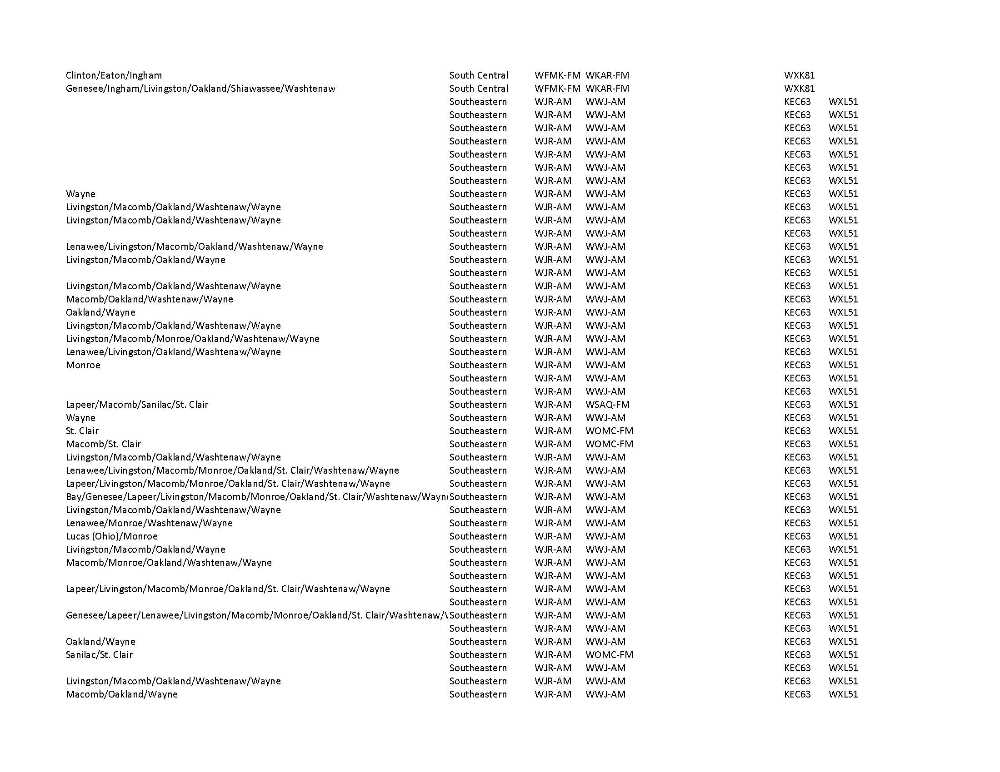 Clinton/Eaton/Ingham South Central WFMK-FM WKAR-FM WXK81
Genesee/Ingham/Livingston/Oakland/Shiawassee/Washtenaw South Central WFMK-FM WKAR-FM WXK81
Southeastern WJR-AM WWJ-AM KEC63 WXL51
Southeastern WJR-AM WWJ-AM KEC63 WXL51
Southeastern WJR-AM WWJ-AM KEC63 WXL51
Southeastern WJR-AM WWJ-AM KEC63 WXL51
Southeastern WJR-AM WWJ-AM KEC63 WXL51
Southeastern WJR-AM WWJ-AM KEC63 WXL51
Southeastern WJR-AM WWJ-AM KEC63 WXL51
Wayne Southeastern WJR-AM WWJ-AM KEC63 WXL51
Livingston/Macomb/Oakland/Washtenaw/Wayne Southeastern WJR-AM WWJ-AM KEC63 WXL51
Livingston/Macomb/Oakland/Washtenaw/Wayne Southeastern WJR-AM WWJ-AM KEC63 WXL51
Southeastern WJR-AM WWJ-AM KEC63 WXL51
Lenawee/Livingston/Macomb/Oakland/Washtenaw/Wayne Southeastern WJR-AM WWJ-AM KEC63 WXL51
Livingston/Macomb/Oakland/Wayne Southeastern WJR-AM WWJ-AM KEC63 WXL51
Southeastern WJR-AM WWJ-AM KEC63 WXL51
Livingston/Macomb/Oakland/Washtenaw/Wayne Southeastern WJR-AM WWJ-AM KEC63 WXL51
Macomb/Oakland/Washtenaw/Wayne Southeastern WJR-AM WWJ-AM KEC63 WXL51
Oakland/Wayne Southeastern WJR-AM WWJ-AM KEC63 WXL51
Livingston/Macomb/Oakland/Washtenaw/Wayne Southeastern WJR-AM WWJ-AM KEC63 WXL51
Livingston/Macomb/Monroe/Oakland/Washtenaw/Wayne Southeastern WJR-AM WWJ-AM KEC63 WXL51
Lenawee/Livingston/Oakland/Washtenaw/Wayne Southeastern WJR-AM WWJ-AM KEC63 WXL51
Monroe Southeastern WJR-AM WWJ-AM KEC63 WXL51
Southeastern WJR-AM WWJ-AM KEC63 WXL51
Southeastern WJR-AM WWJ-AM KEC63 WXL51
Lapeer/Macomb/Sanilac/St. Clair Southeastern WJR-AM WSAQ-FM KEC63 WXL51
Wayne Southeastern WJR-AM WWJ-AM KEC63 WXL51
St. Clair Southeastern WJR-AM WOMC-FM KEC63 WXL51
Macomb/St. Clair Southeastern WJR-AM WOMC-FM KEC63 WXL51
Livingston/Macomb/Oakland/Washtenaw/Wayne Southeastern WJR-AM WWJ-AM KEC63 WXL51
Lenawee/Livingston/Macomb/Monroe/Oakland/St. Clair/Washtenaw/Wayne Southeastern WJR-AM WWJ-AM KEC63 WXL51
Lapeer/Livingston/Macomb/Monroe/Oakland/St. Clair/Washtenaw/Wayne Southeastern WJR-AM WWJ-AM KEC63 WXL51
Bay/Genesee/Lapeer/Livingston/Macomb/Monroe/Oakland/St. Clair/Washtenaw/Wayn Southeastern WJR-AM WWJ-AM KEC63 WXL51
Livingston/Macomb/Oakland/Washtenaw/Wayne Southeastern WJR-AM WWJ-AM KEC63 WXL51
Lenawee/Monroe/Washtenaw/Wayne Southeastern WJR-AM WWJ-AM KEC63 WXL51
Lucas (Ohio)/Monroe Southeastern WJR-AM WWJ-AM KEC63 WXL51
Livingston/Macomb/Oakland/Wayne Southeastern WJR-AM WWJ-AM KEC63 WXL51
Macomb/Monroe/Oakland/Washtenaw/Wayne Southeastern WJR-AM WWJ-AM KEC63 WXL51
Southeastern WJR-AM WWJ-AM KEC63 WXL51
Lapeer/Livingston/Macomb/Monroe/Oakland/St. Clair/Washtenaw/Wayne Southeastern WJR-AM WWJ-AM KEC63 WXL51
Southeastern WJR-AM WWJ-AM KEC63 WXL51
Genesee/Lapeer/Lenawee/Livingston/Macomb/Monroe/Oakland/St. Clair/Washtenaw/ Southeastern WJR-AM WWJ-AM KEC63 WXL51
Southeastern WJR-AM WWJ-AM KEC63 WXL51
Oakland/Wayne Southeastern WJR-AM WWJ-AM KEC63 WXL51
Sanilac/St. Clair Southeastern WJR-AM WOMC-FM KEC63 WXL51
Southeastern WJR-AM WWJ-AM KEC63 WXL51
Livingston/Macomb/Oakland/Washtenaw/Wayne Southeastern WJR-AM WWJ-AM KEC63 WXL51
Macomb/Oakland/Wayne Southeastern WJR-AM WWJ-AM KEC63 WXL51